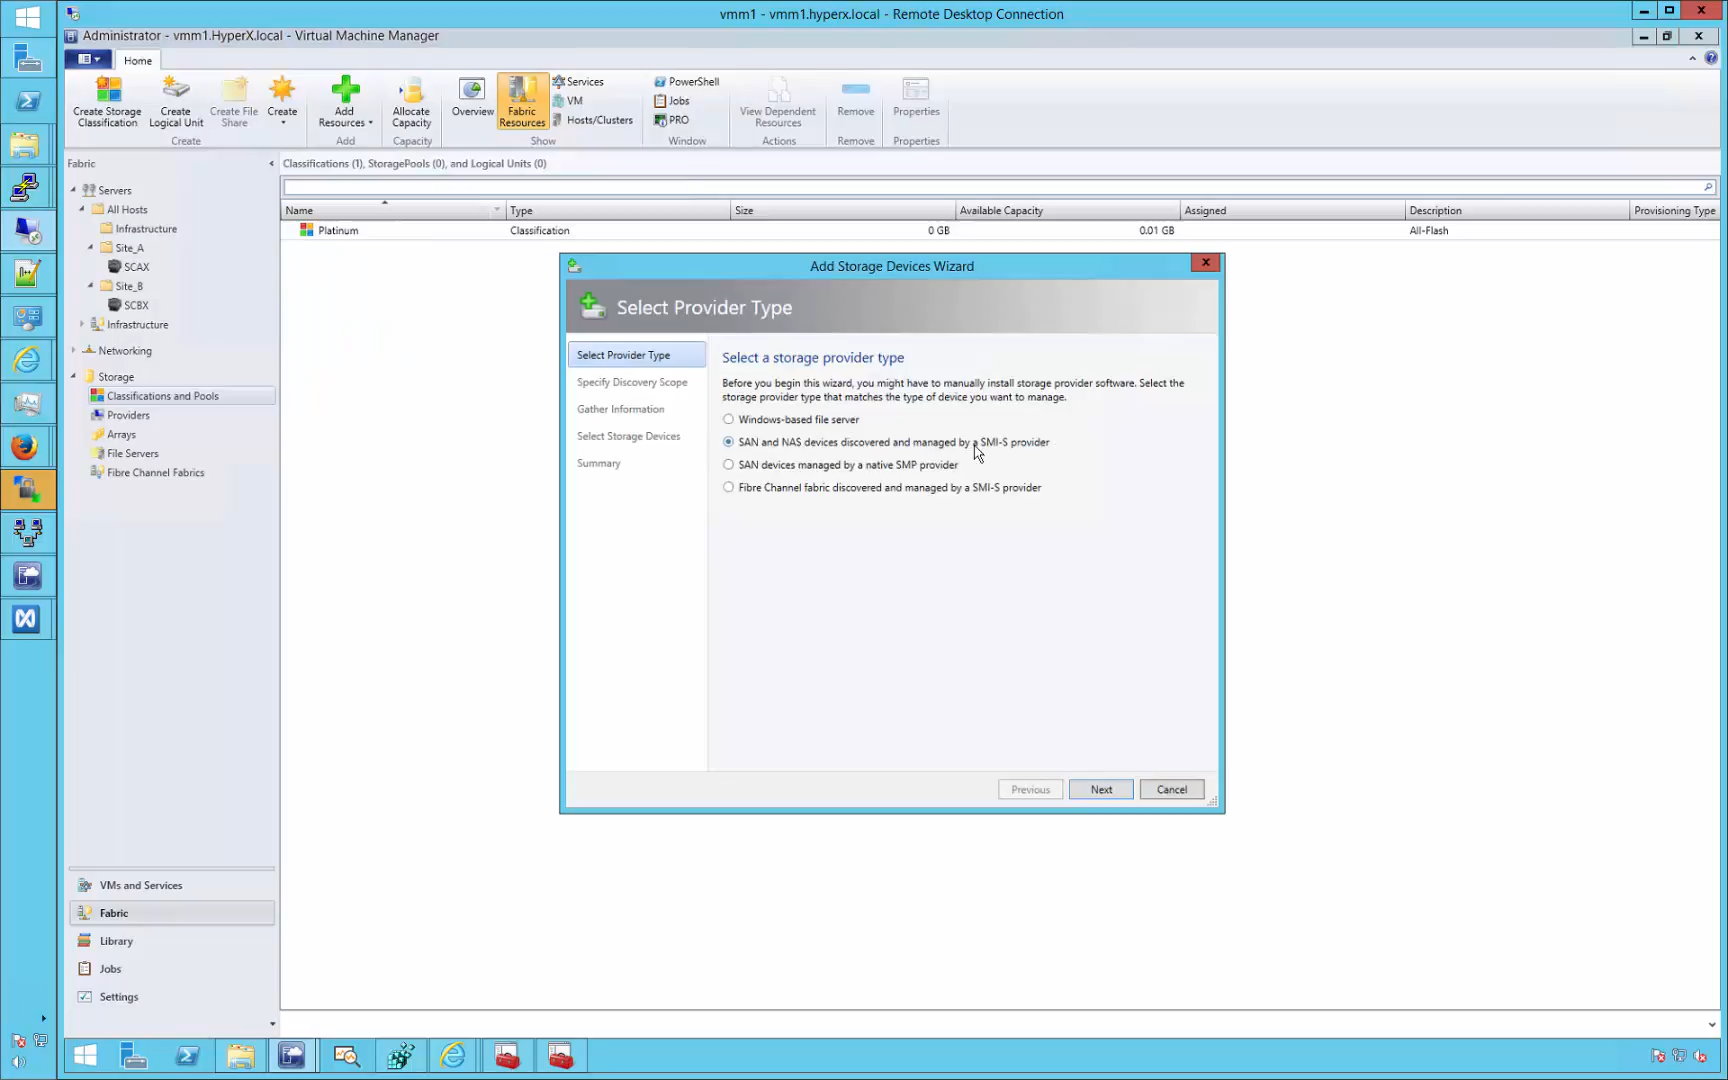 vmm1 - vmm1.hyperx.local - Remote Desktop Connection
Administrator - vmm1.HyperX.local - Virtual Machine Manager
Home
Create Storage Classification
Create Logical Unit
Create File Share
Create
Add Resources
Allocate Capacity
Overview
Fabric Resources
Services
VM
Hosts/Clusters
PowerShell
Jobs
PRO
View Dependent Resources
Remove
Properties
Create
Add
Capacity
Show
Window
Actions
Remove
Properties
Fabric
Classifications (1), StoragePools (0), and Logical Units (0)
Servers
All Hosts
Infrastructure
Site_A
SCAX
Site_B
SCBX
Infrastructure
Networking
Storage
Classifications and Pools
Providers
Arrays
File Servers
Fibre Channel Fabrics
Name Type Size Available Capacity Assigned Description Provisioning Type
Platinum Classification 0 GB 0.01 GB All-Flash
Add Storage Devices Wizard
Select Provider Type
Select Provider Type
Specify Discovery Scope
Gather Information
Select Storage Devices
Summary
Select a storage provider type
Before you begin this wizard, you might have to manually install storage provider software. Select the
storage provider type that matches the type of device you want to manage.
Windows-based file server
SAN and NAS devices discovered and managed by a SMI-S provider
SAN devices managed by a native SMP provider
Fibre Channel fabric discovered and managed by a SMI-S provider
Previous Next Cancel
VMs and Services
Fabric
Library
Jobs
Settings